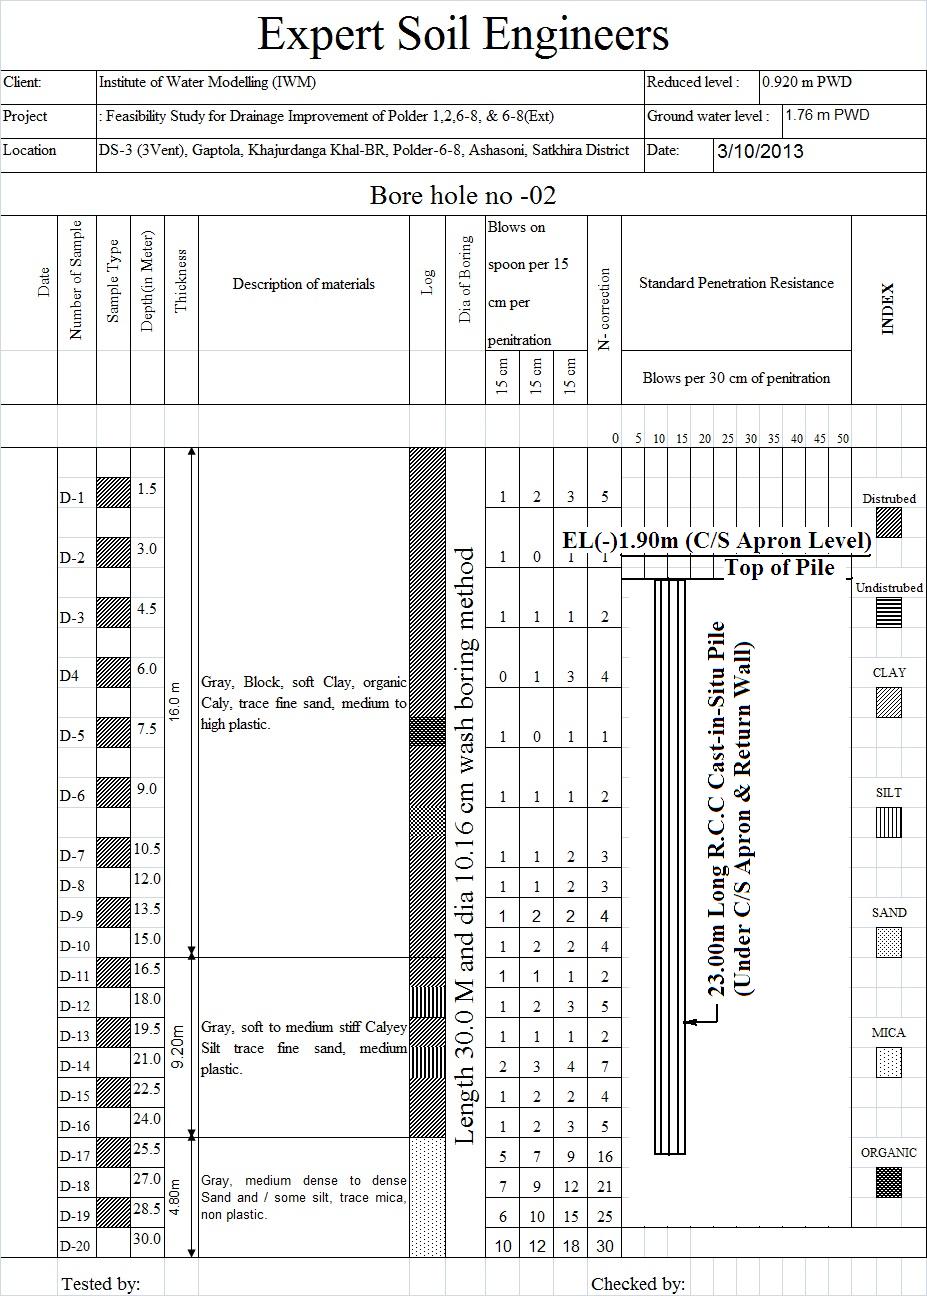 Expert Soil Engineers
Client: Institute of Water Modelling (IWM) Reduced level : 0.920 m PWD
Project : Feasibility Study for Drainage Improvement of Polder 1,2,6-8, & 6-8(Ext) Ground water level : 1.76 m PWD
Location DS-3 (3Vent), Gaptola, Khajurdanga Khal-BR, Polder-6-8, Ashasoni, Satkhira District Date: 3/10/2013
Bore hole no -02
Date
Number of Sample
Sample Type
Depth(in Meter)
Thickness
Description of materials
Log
Dia of Boring
Blows on
spoon per 15
cm per
penitration
15 cm
15 cm
15 cm
N- correction
Standard Penetration Resistance
Blows per 30 cm of penitration
INDEX
0 5 10 15 20 25 30 35 40 45 50
D-1 1.5 1 2 3 5
D-2 3.0 1 0 1 1
D-3 4.5 1 1 1 2
D4 6.0 0 1 3 4
D-5 7.5 1 0 1 1
D-6 9.0 1 1 1 2
D-7 10.5 1 1 2 3
D-8 12.0 1 1 2 3
D-9 13.5 1 2 2 4
D-10 15.0 1 2 2 4
D-11 16.5 1 1 1 2
D-12 18.0 1 2 3 5
D-13 19.5 1 1 1 2
D-14 21.0 2 3 4 7
D-15 22.5 1 2 2 4
D-16 24.0 1 2 3 5
D-17 25.5 5 7 9 16
D-18 27.0 7 9 12 21
D-19 28.5 6 10 15 25
D-20 30.0 10 12 18 30
16.0 m
Gray, Block, soft Clay, organic
Caly, trace fine sand, medium to
high plastic.
9.20m
Gray, soft to medium stiff Calyey
Silt trace fine sand, medium
plastic.
4.80m
Gray, medium dense to dense
Sand and / some silt, trace mica,
non plastic.
Length 30.0 M and dia 10.16 cm wash boring method
EL(-)1.90m (C/S Apron Level)
Top of Pile
23.00m Long R.C.C Cast-in-Situ Pile
(Under C/S Apron & Return Wall)
Distrubed
Undistrubed
CLAY
SILT
SAND
MICA
ORGANIC
Tested by: Checked by: